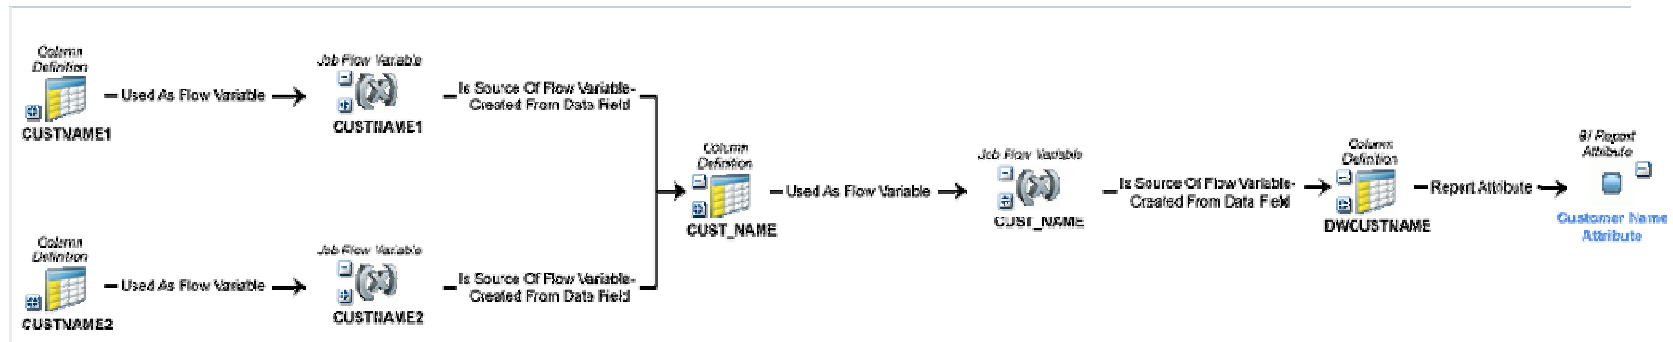 Column
Definition
CUSTNAME1
Used As Flow Variable
Job Flow Variable
CUSTNAME1
Is Source Of Flow Variable-
Created From Data Field
Column
Definition
CUSTNAME2
Used As Flow Variable
Job Flow Variable
CUSTNAME2
Is Source Of Flow Variable-
Created From Data Field
Column
Definition
CUST_NAME
Used As Flow Variable
Job Flow Variable
CUST_NAME
Is Source Of Flow Variable-
Created From Data Field
Column
Definition
DWCUSTNAME
Report Attribute
BI Report
Attribute
Customer Name
Attribute